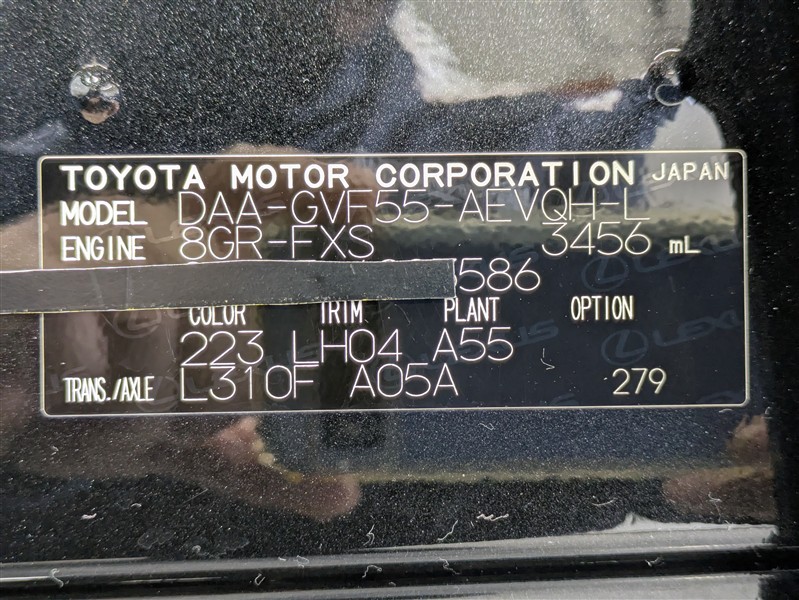 TOYOTA MOTOR CORPORATION JAPAN
MODEL DAA-GVF55-AEVQH-L
ENGINE 8GR-FXS 3456 mL
586
COLOR TRIM PLANT OPTION
223 LH04 A55
TRANS./AXLE L310F A05A 279